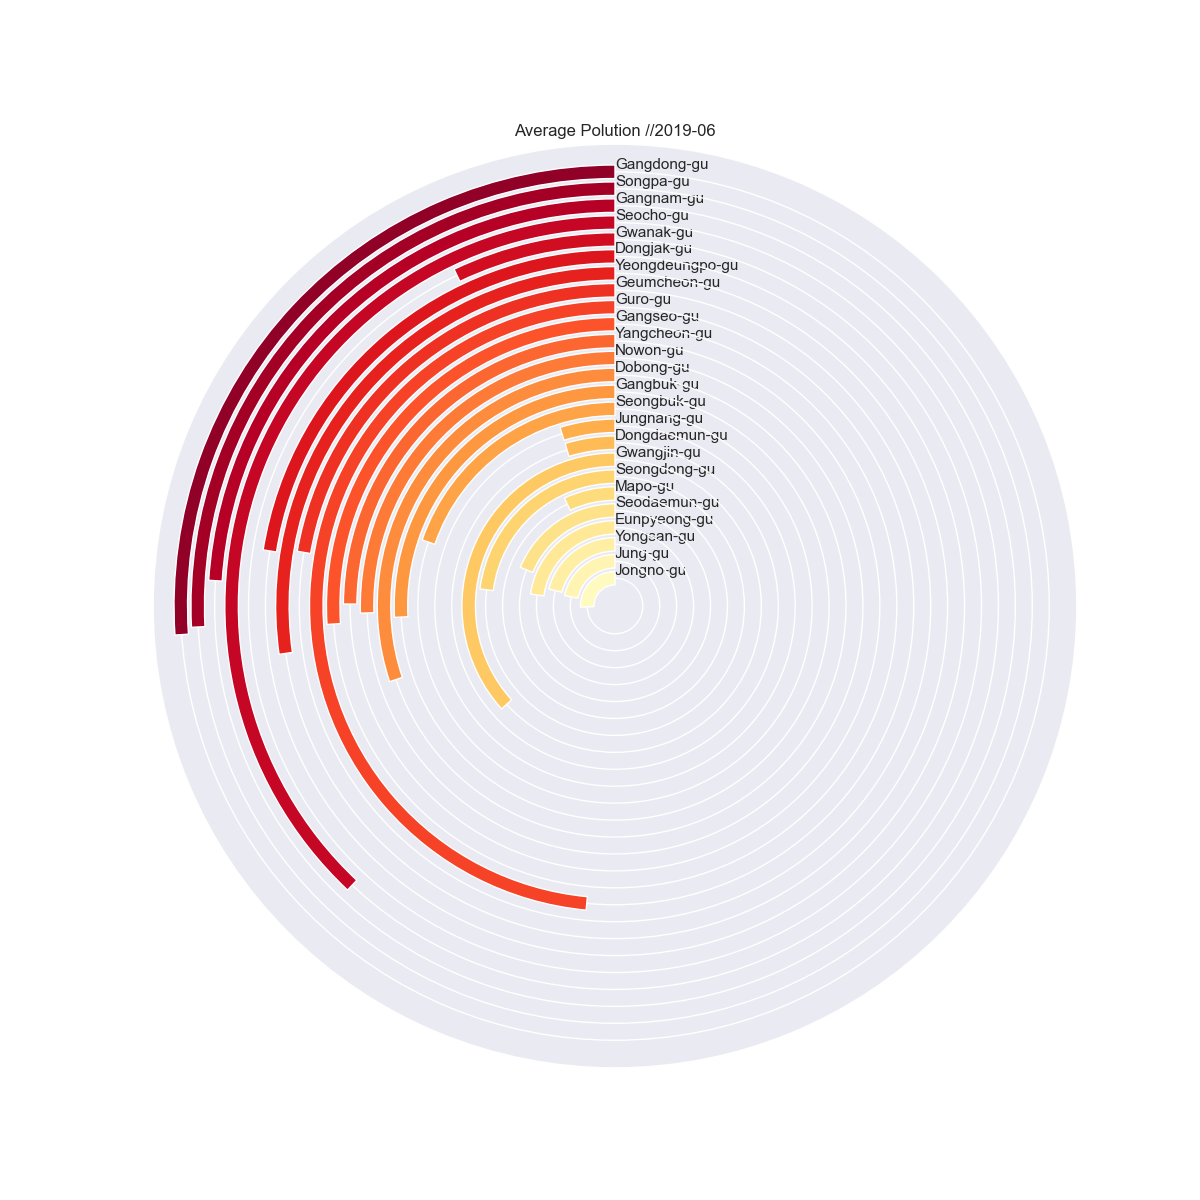 Average Polution //2019-06
Gangdong-gu
Songpa-gu
Gangnam-gu
Seocho-gu
Gwanak-gu
Dongjak-gu
Yeongdeungpo-gu
Geumcheon-gu
Guro-gu
Gangseo-gu
Yangcheon-gu
Nowon-gu
Dobong-gu
Gangbuk-gu
Seongbuk-gu
Jungnang-gu
Dongdaemun-gu
Gwangjin-gu
Seongdong-gu
Mapo-gu
Seodaemun-gu
Eunpyeong-gu
Yongsan-gu
Jung-gu
Jongno-gu